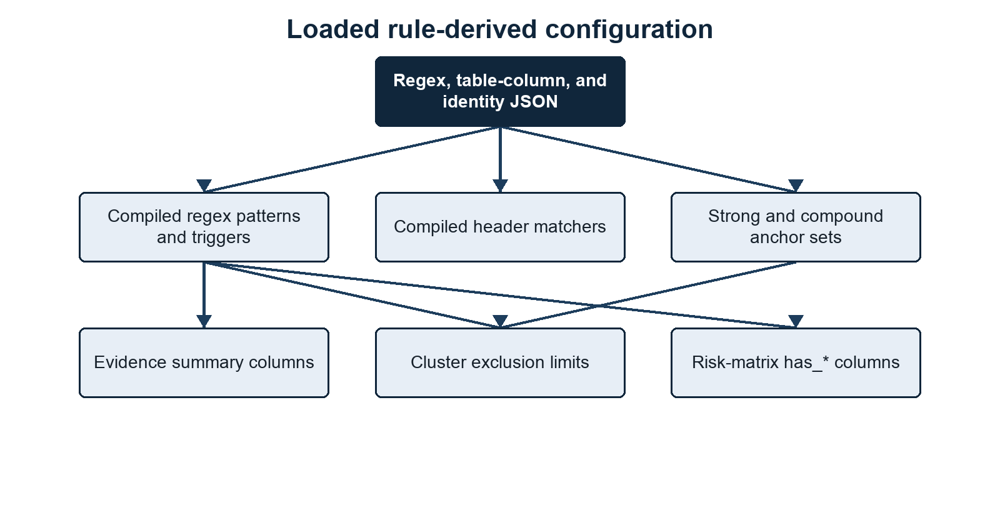 Loaded rule-derived configuration
Regex, table-column, and
identity JSON
Compiled regex patterns
and triggers
Compiled header matchers
Strong and compound
anchor sets
Evidence summary columns
Cluster exclusion limits
Risk-matrix has_* columns